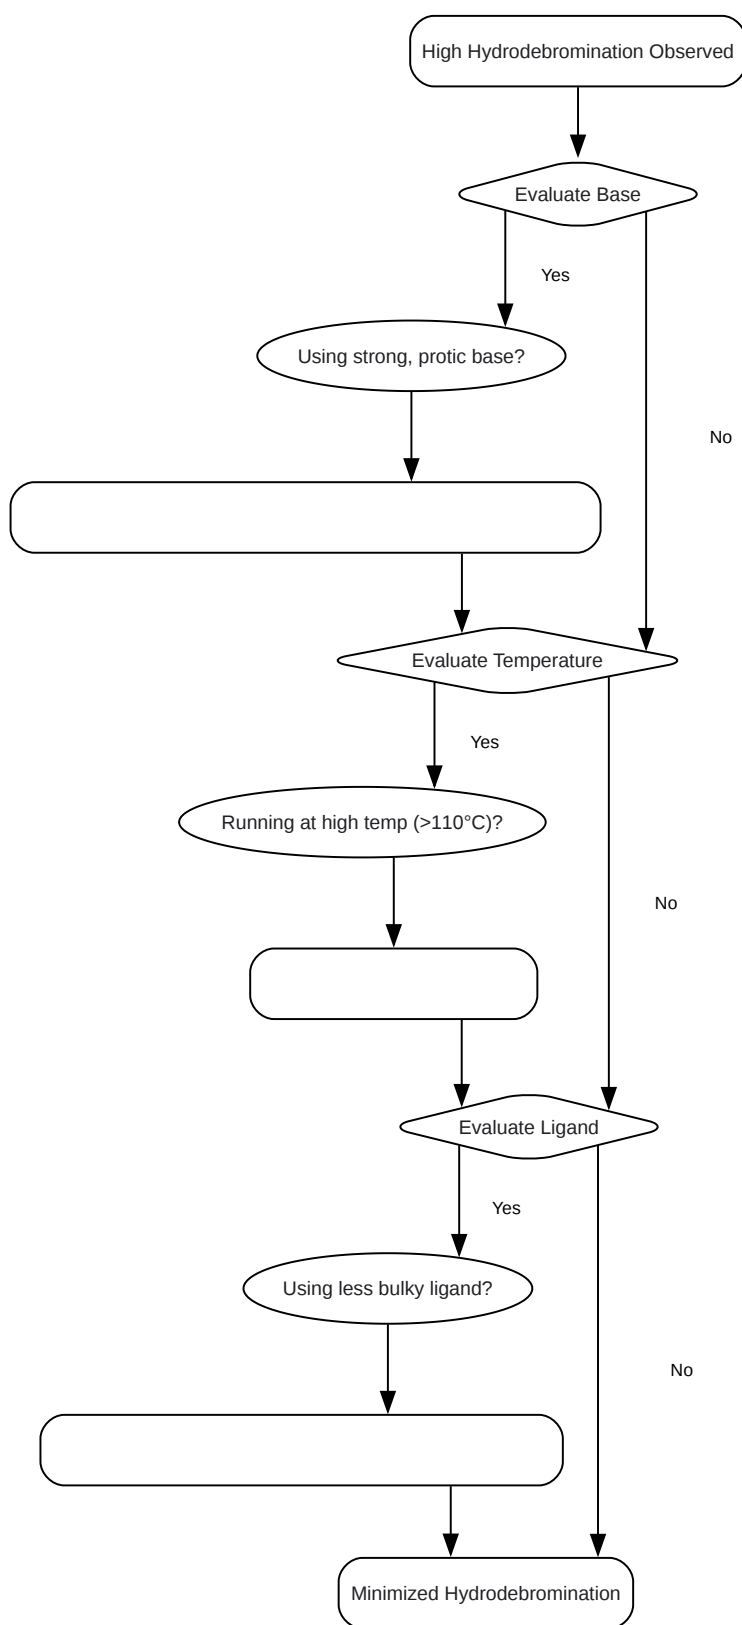 High Hydrodebromination Observed
Evaluate Base
Yes
Using strong, protic base?
No
Evaluate Temperature
Yes
Running at high temp (>110°C)?
No
Evaluate Ligand
Yes
Using less bulky ligand?
No
Minimized Hydrodebromination